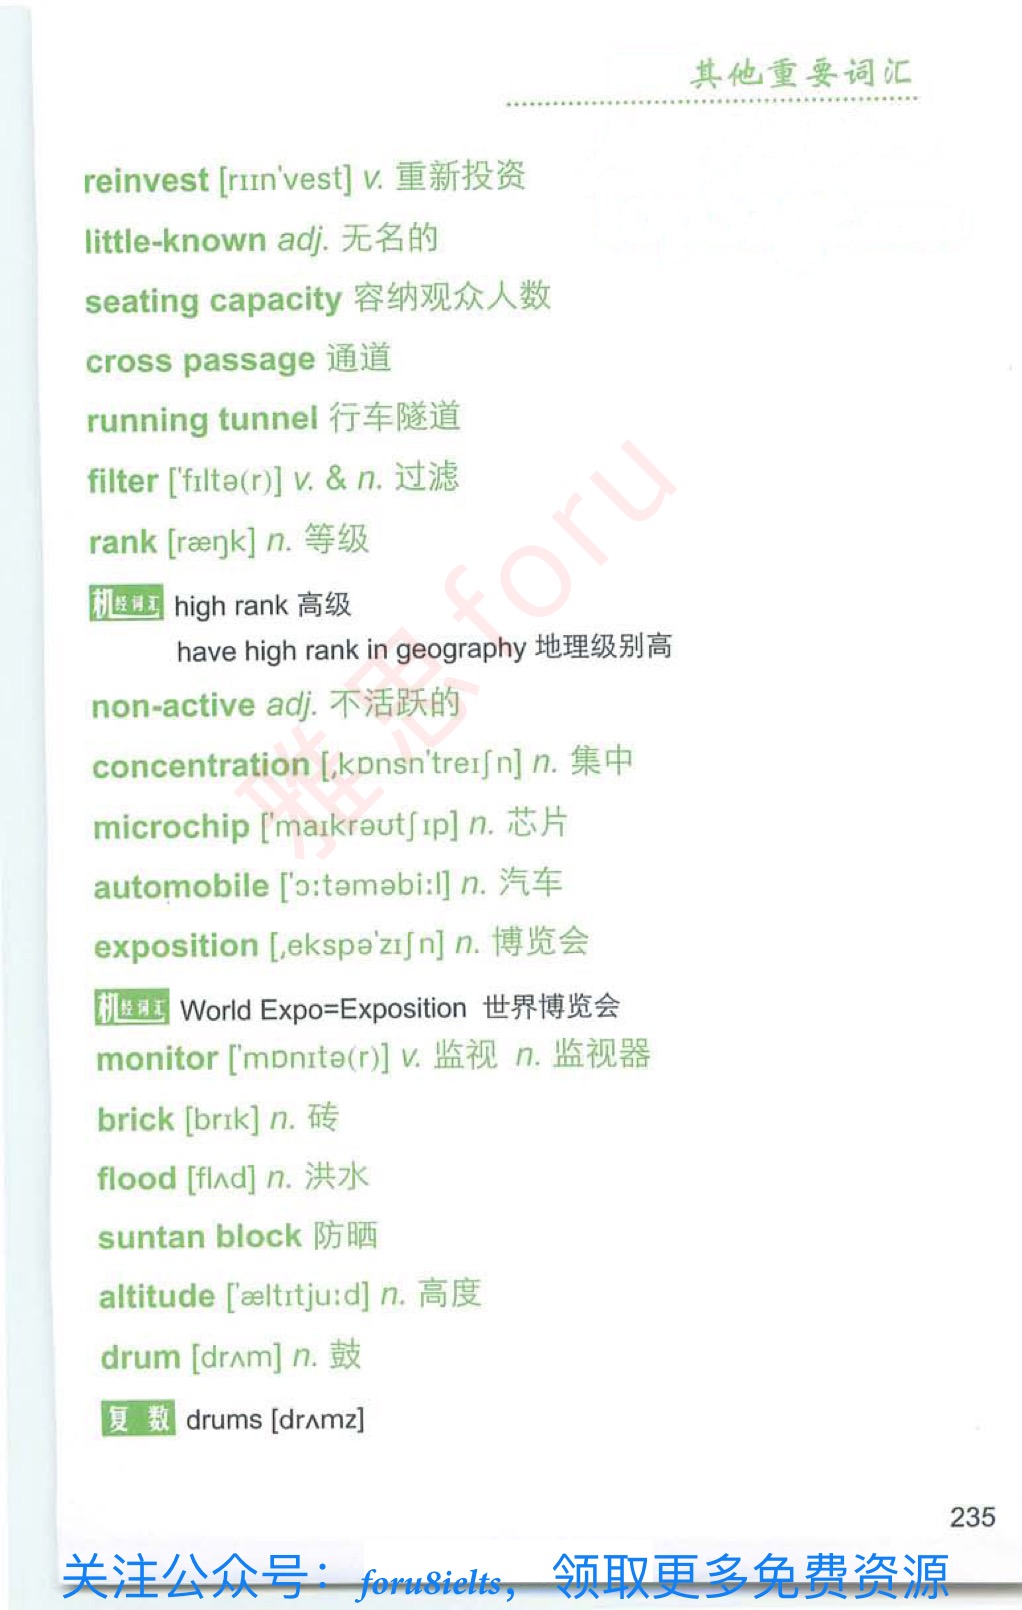 其他重要词汇
reinvest [rɪɪn'vest] v. 重新投资
little-known adj. 无名的
seating capacity 容纳观众人数
cross passage 通道
running tunnel 行车隧道
filter ['fɪltə(r)] v. & n. 过滤
rank [ræŋk] n. 等级
机经词汇 high rank 高级
have high rank in geography 地理级别高
non-active adj. 不活跃的
concentration [ˌkɒnsn'treɪʃn] n. 集中
microchip ['maɪkrəʊtʃɪp] n. 芯片
automobile ['ɔ:təməbi:l] n. 汽车
exposition [ˌekspə'zɪʃn] n. 博览会
机经词汇 World Expo=Exposition 世界博览会
monitor ['mɒnɪtə(r)] v. 监视 n. 监视器
brick [brɪk] n. 砖
flood [flʌd] n. 洪水
suntan block 防晒
altitude ['æltɪtju:d] n. 高度
drum [drʌm] n. 鼓
复数 drums [drʌmz]
235
雅思foru
关注公众号：foru8ielts，领取更多免费资源